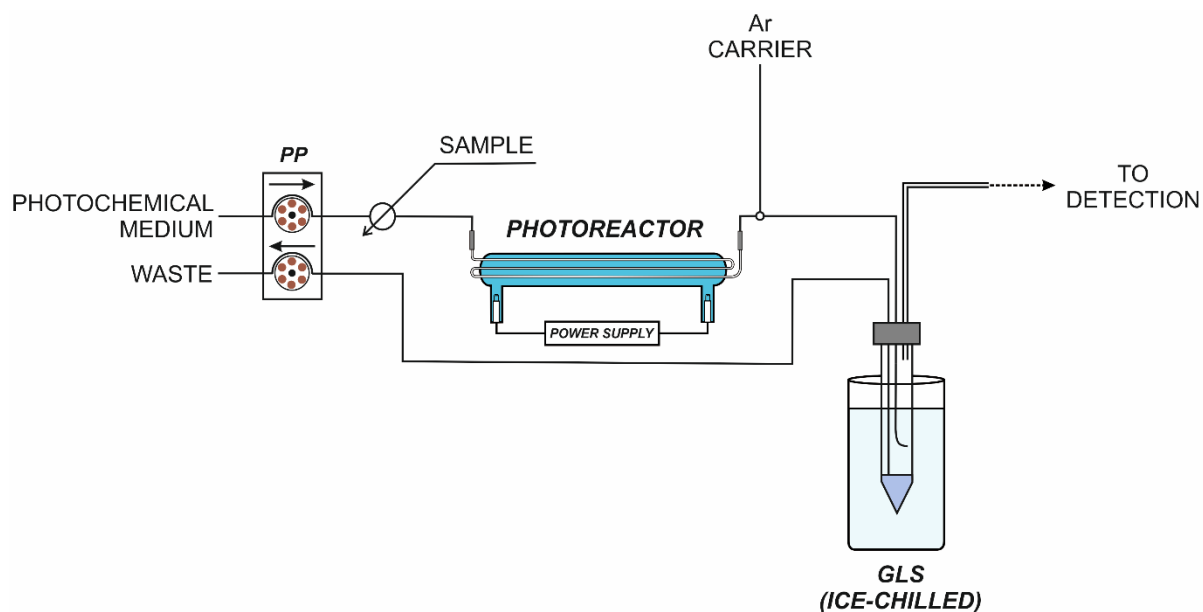 Ar
CARRIER
PP
SAMPLE
TO
DETECTION
PHOTOCHEMICAL
MEDIUM
PHOTOREACTOR
WASTE
POWER SUPPLY
GLS
(ICE-CHILLED)